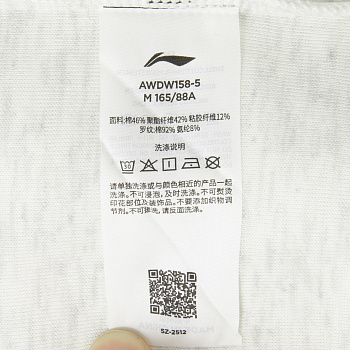 AWDW158-5
M 165/88A
面料:棉46% 聚酯纤维42% 粘胶纤维12%
罗纹:棉92% 氨纶8%
洗涤说明
30
请单独洗涤或与颜色相近的产品一起
洗涤。不可浸泡,及时洗涤。不可熨烫
印花部位及装饰品。不要添加织物调
节剂。不可拂洗,请反面洗涤。
SZ-2512